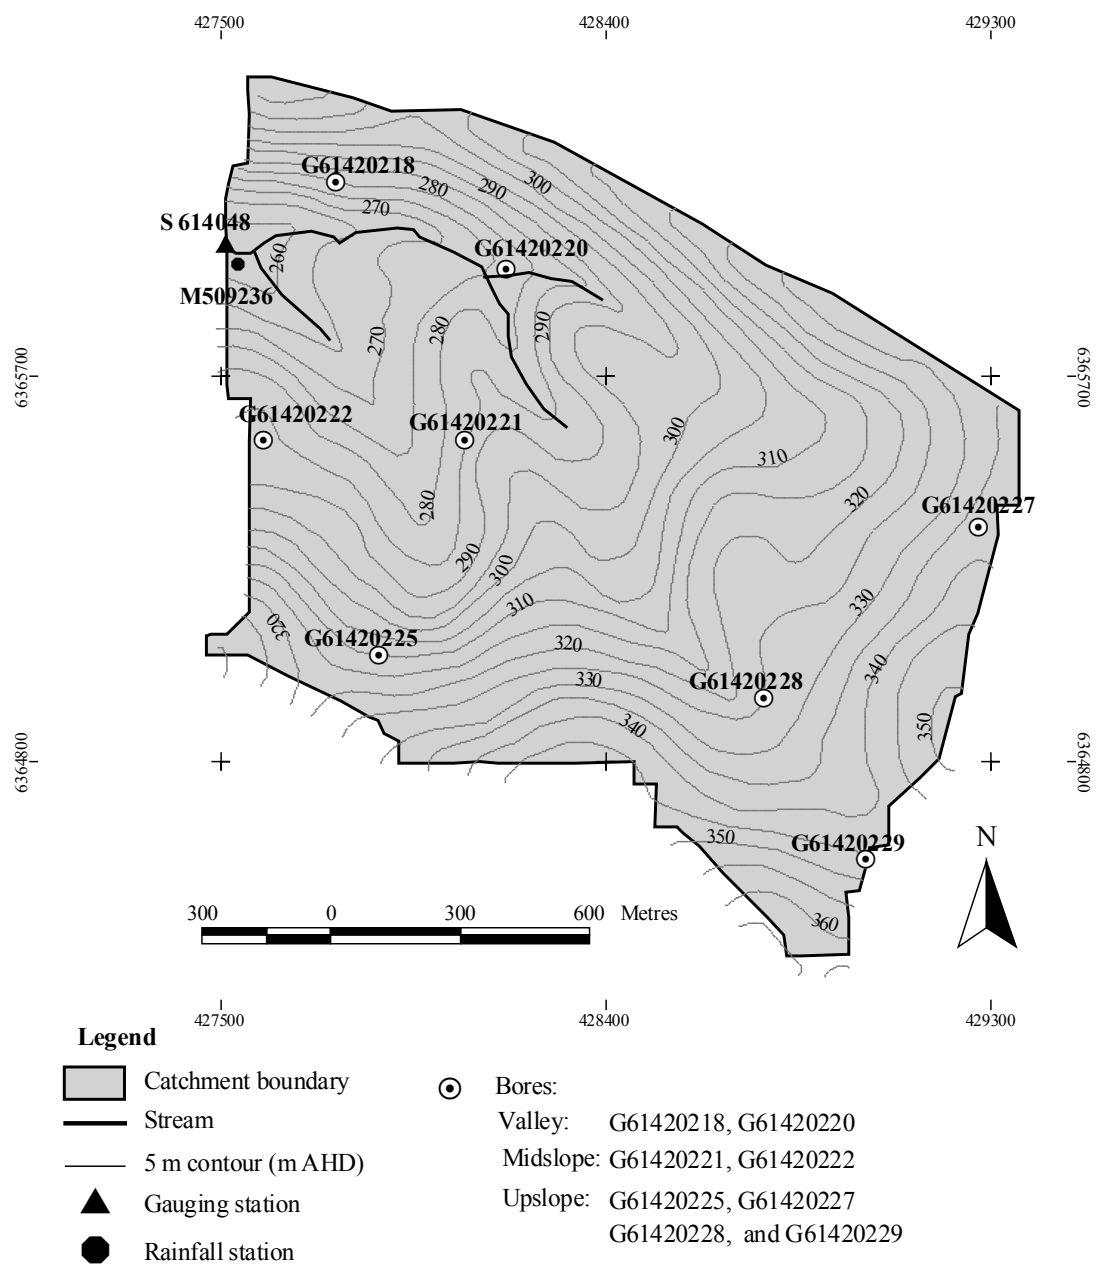 427500 428400 429300
300
G61420218
280 290
270
S 614048
G61420220
260
M509236
280 290
270
6365700 6365700
G61420222 G61420221
300
310
280
320
G61420227
290
300
310
330
320
G61420225
320
340
330
G61420228
340
350
6364800 6364800
350
G61420229
N
360
300 0 300 600 Metres
427500 428400 429300
Legend
Catchment boundary
Stream
5 m contour (m AHD)
Gauging station
Rainfall station
Bores:
Valley: G61420218, G61420220
Midslope: G61420221, G61420222
Upslope: G61420225, G61420227
G61420228, and G61420229